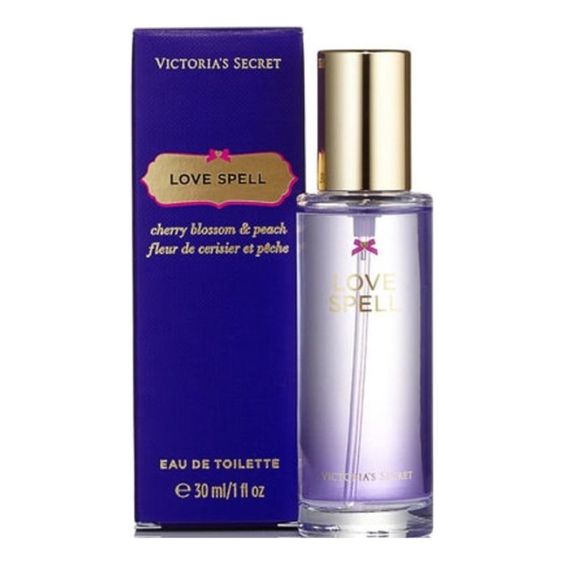 VICTORIA'S SECRET
LOVE SPELL
cherry blossom & peach
fleur de cerisier et pêche
EAU DE TOILETTE
℮ 30 ml/1 fl oz
LOVE
SPELL
VICTORIA'S SECRET